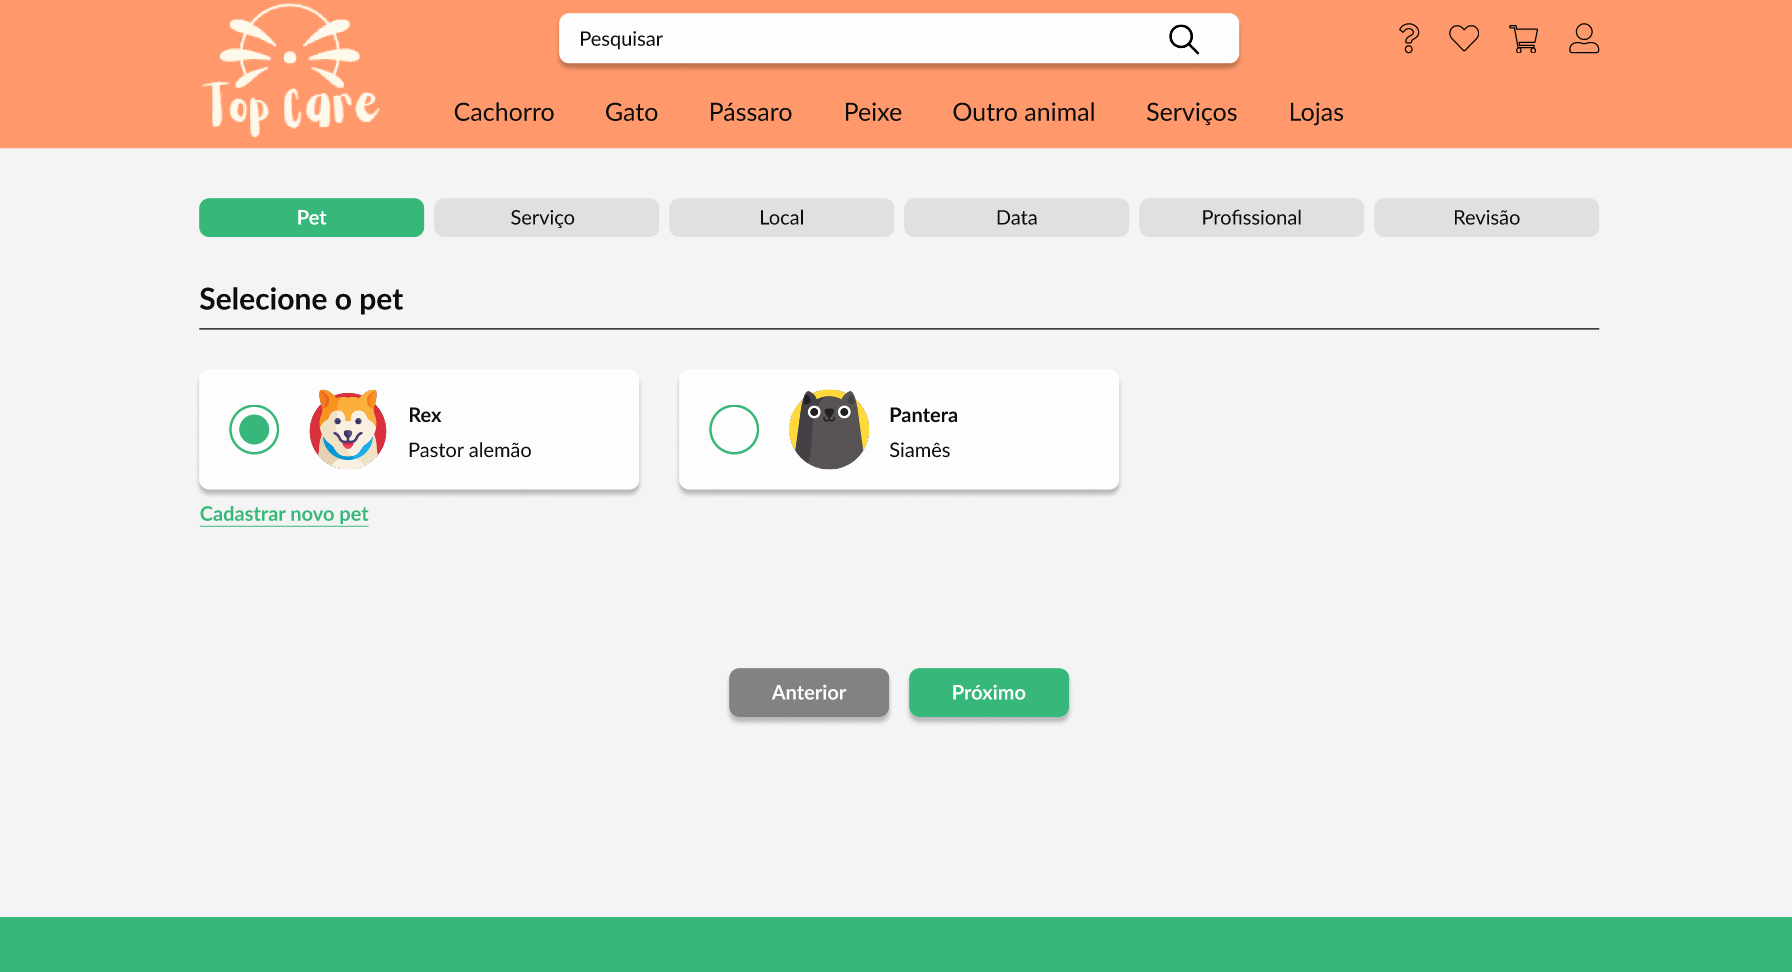 Top Care
Pesquisar
Cachorro Gato Pássaro Peixe Outro animal Serviços Lojas
Pet Serviço Local Data Profissional Revisão
Selecione o pet
Rex
Pastor alemão
Pantera
Siamês
Cadastrar novo pet
Anterior Próximo